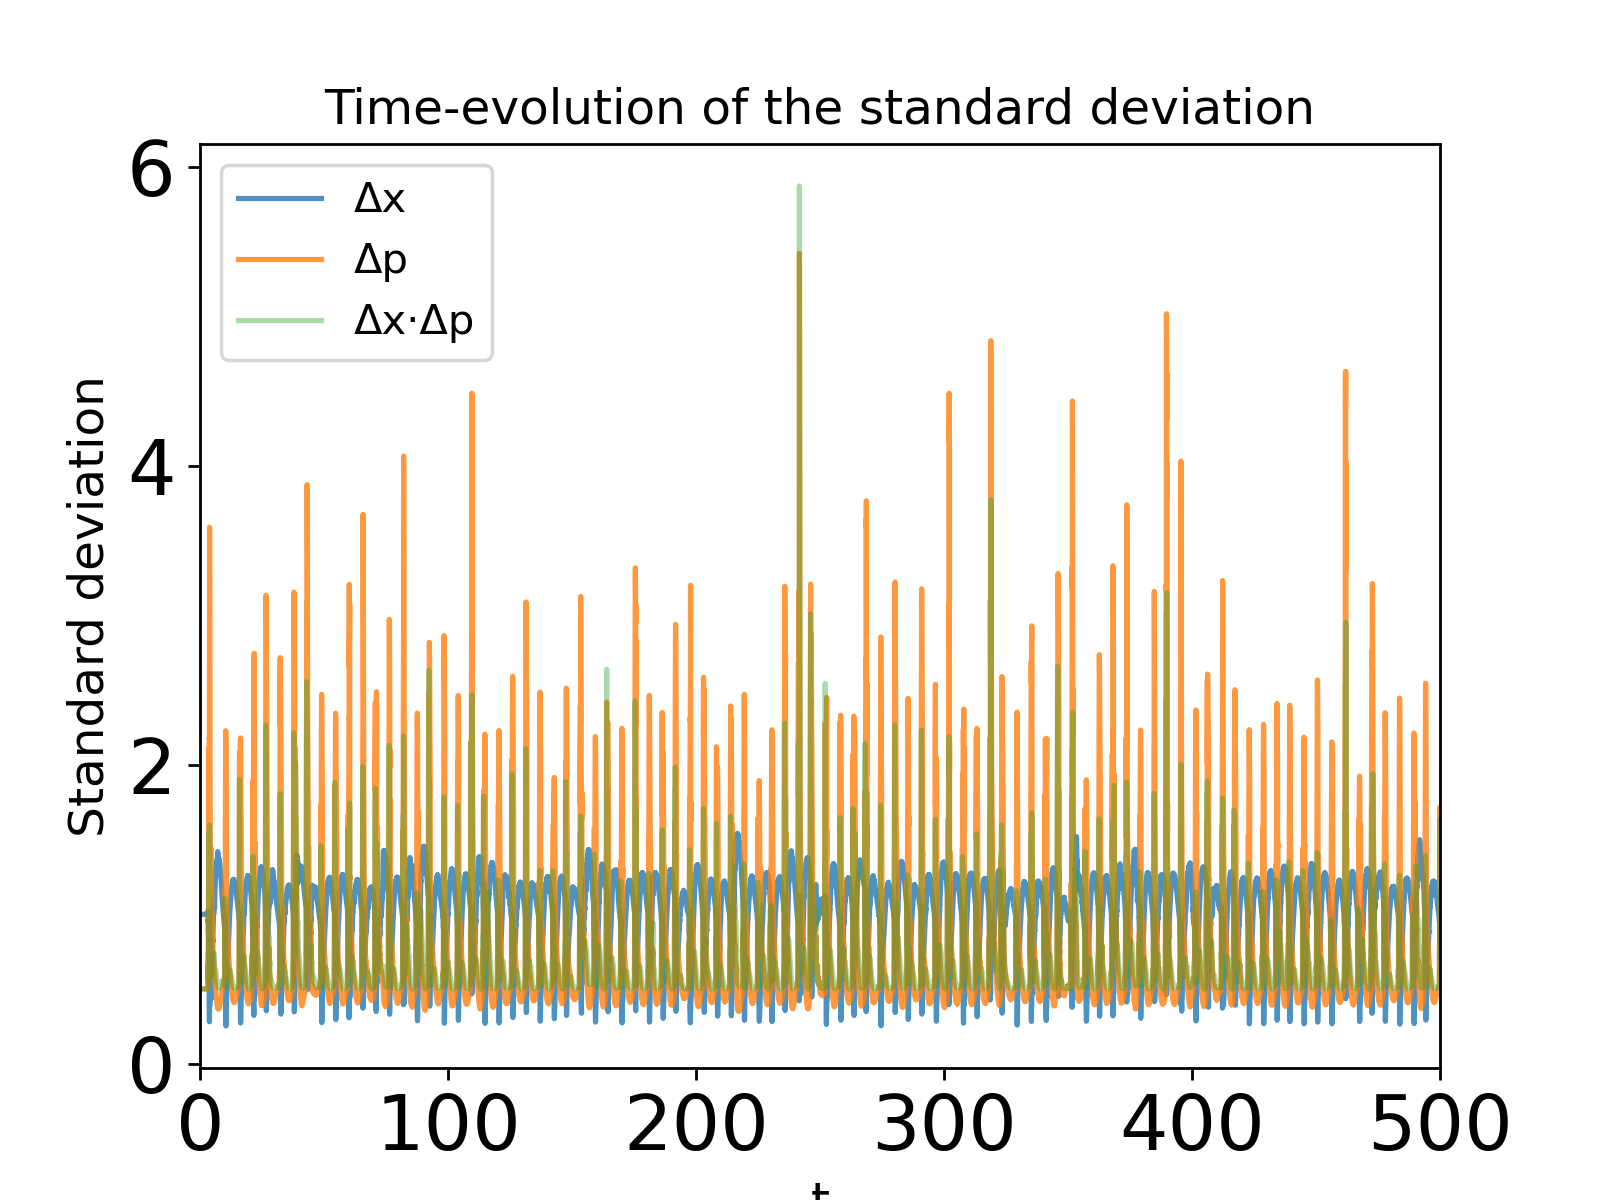 Time-evolution of the standard deviation
6
Δx
Δp
Δx·Δp
4
Standard deviation
2
0
0 100 200 300 400 500
t